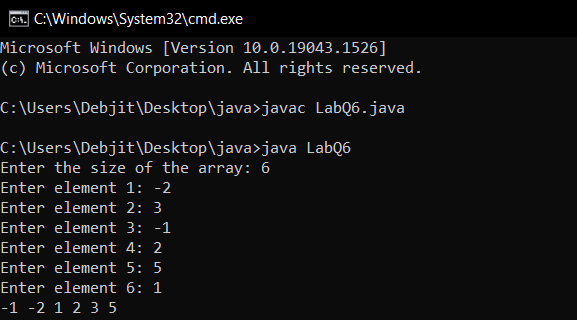 C:\Windows\System32\cmd.exe
Microsoft Windows [Version 10.0.19043.1526]
(c) Microsoft Corporation. All rights reserved.
C:\Users\Debjit\Desktop\java>javac LabQ6.java
C:\Users\Debjit\Desktop\java>java LabQ6
Enter the size of the array: 6
Enter element 1: -2
Enter element 2: 3
Enter element 3: -1
Enter element 4: 2
Enter element 5: 5
Enter element 6: 1
-1 -2 1 2 3 5